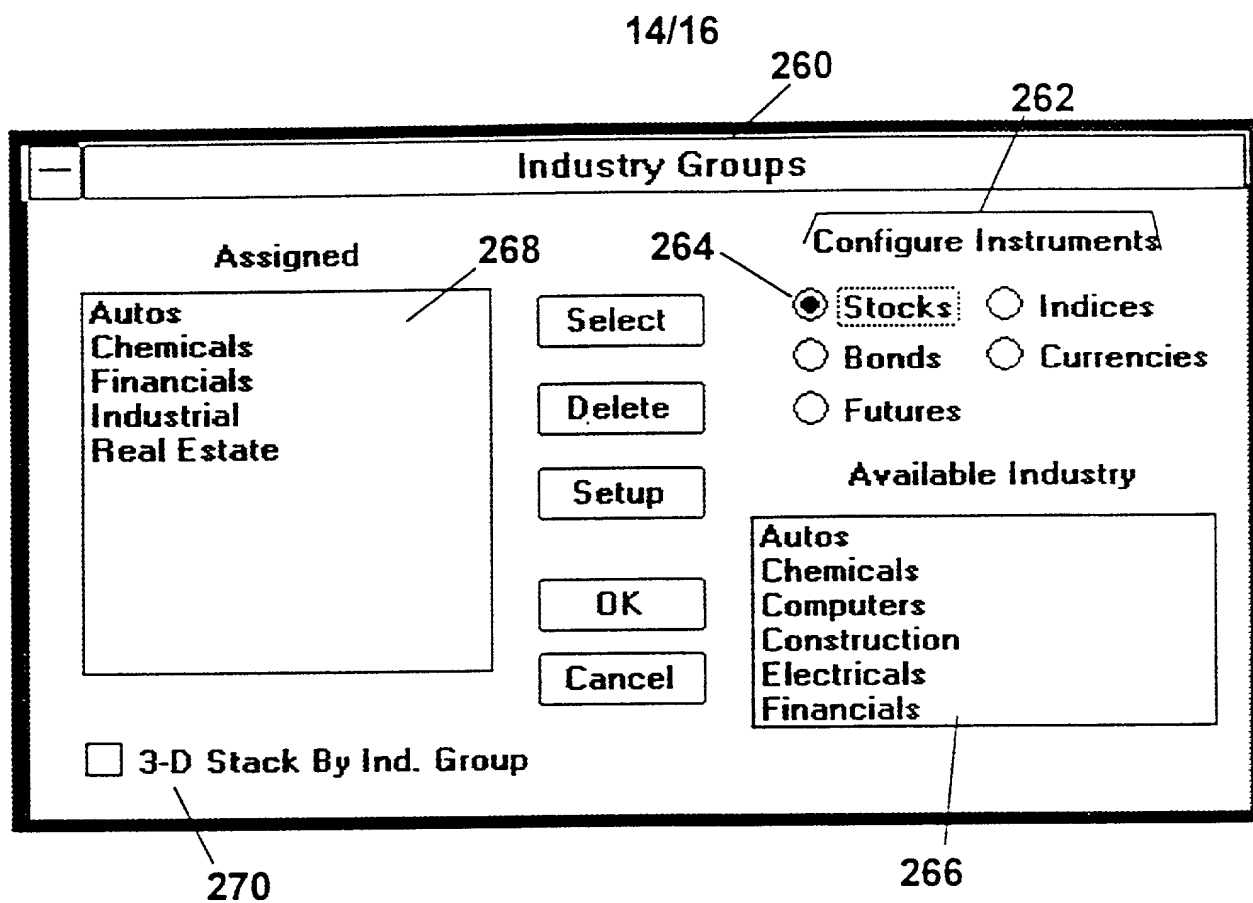 14/16
260
262
Industry Groups
Assigned
268
264
Configure Instruments
Autos
Chemicals
Financials
Industrial
Real Estate
Select
Delete
Setup
OK
Cancel
Stocks
Indices
Bonds
Currencies
Futures
Available Industry
Autos
Chemicals
Computers
Construction
Electricals
Financials
3-D Stack By Ind. Group
270
266